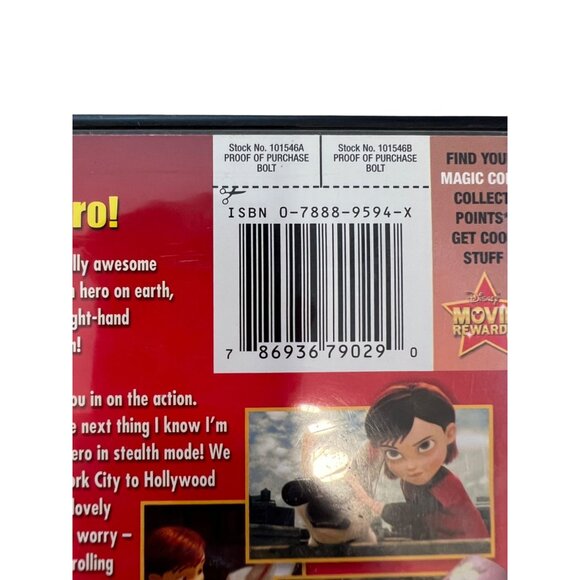 Stock No. 101546A
PROOF OF PURCHASE
BOLT
Stock No. 101546B
PROOF OF PURCHASE
BOLT
ISBN 0-7888-9594-X
7 86936 79029 0
FIND YOU
MAGIC CO
COLLECT
POINTS*
GET COO
STUFF
Disney
MOVI
REWARD
ro!
lly awesome
n hero on earth,
ght-hand
n!
ou in on the action.
e next thing I know I'm
ero in stealth mode! We
ork City to Hollywood
lovely
worry –
rolling